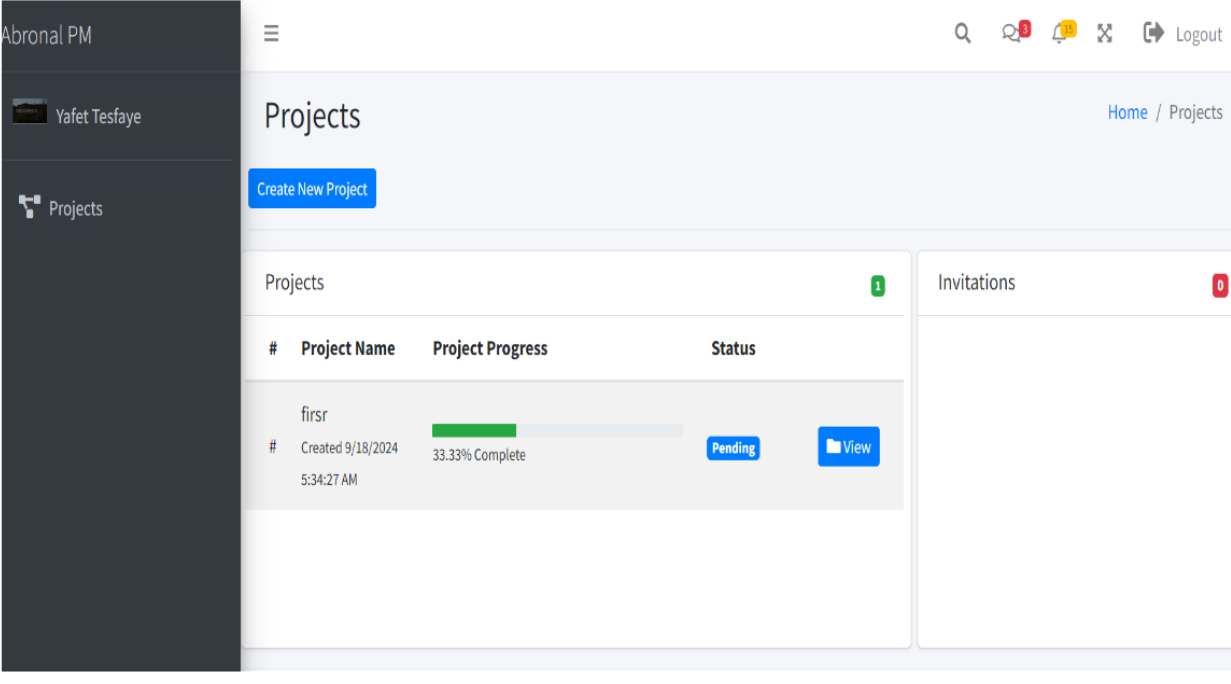 Abronal PM
3
15
Logout
Yafet Tesfaye
Projects
Home / Projects
Create New Project
Projects
Projects
1
Invitations
0
# Project Name Project Progress Status
firsr
# Created 9/18/2024
5:34:27 AM
33.33% Complete
Pending
View